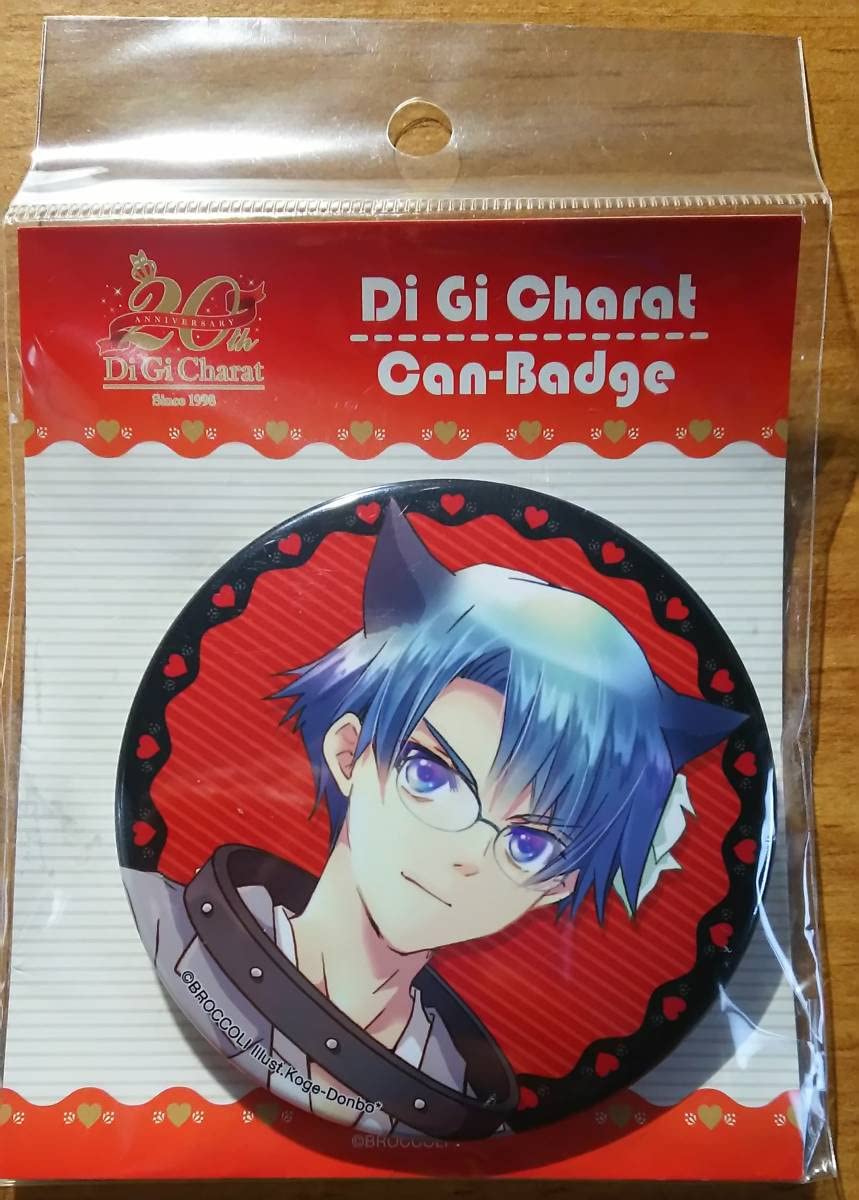 20th
ANNIVERSARY
Di Gi Charat
Since 1998
Di Gi Charat
Can-Badge
©BROCCOLI Illust.Koge-Donbo*
©BROCCOLI